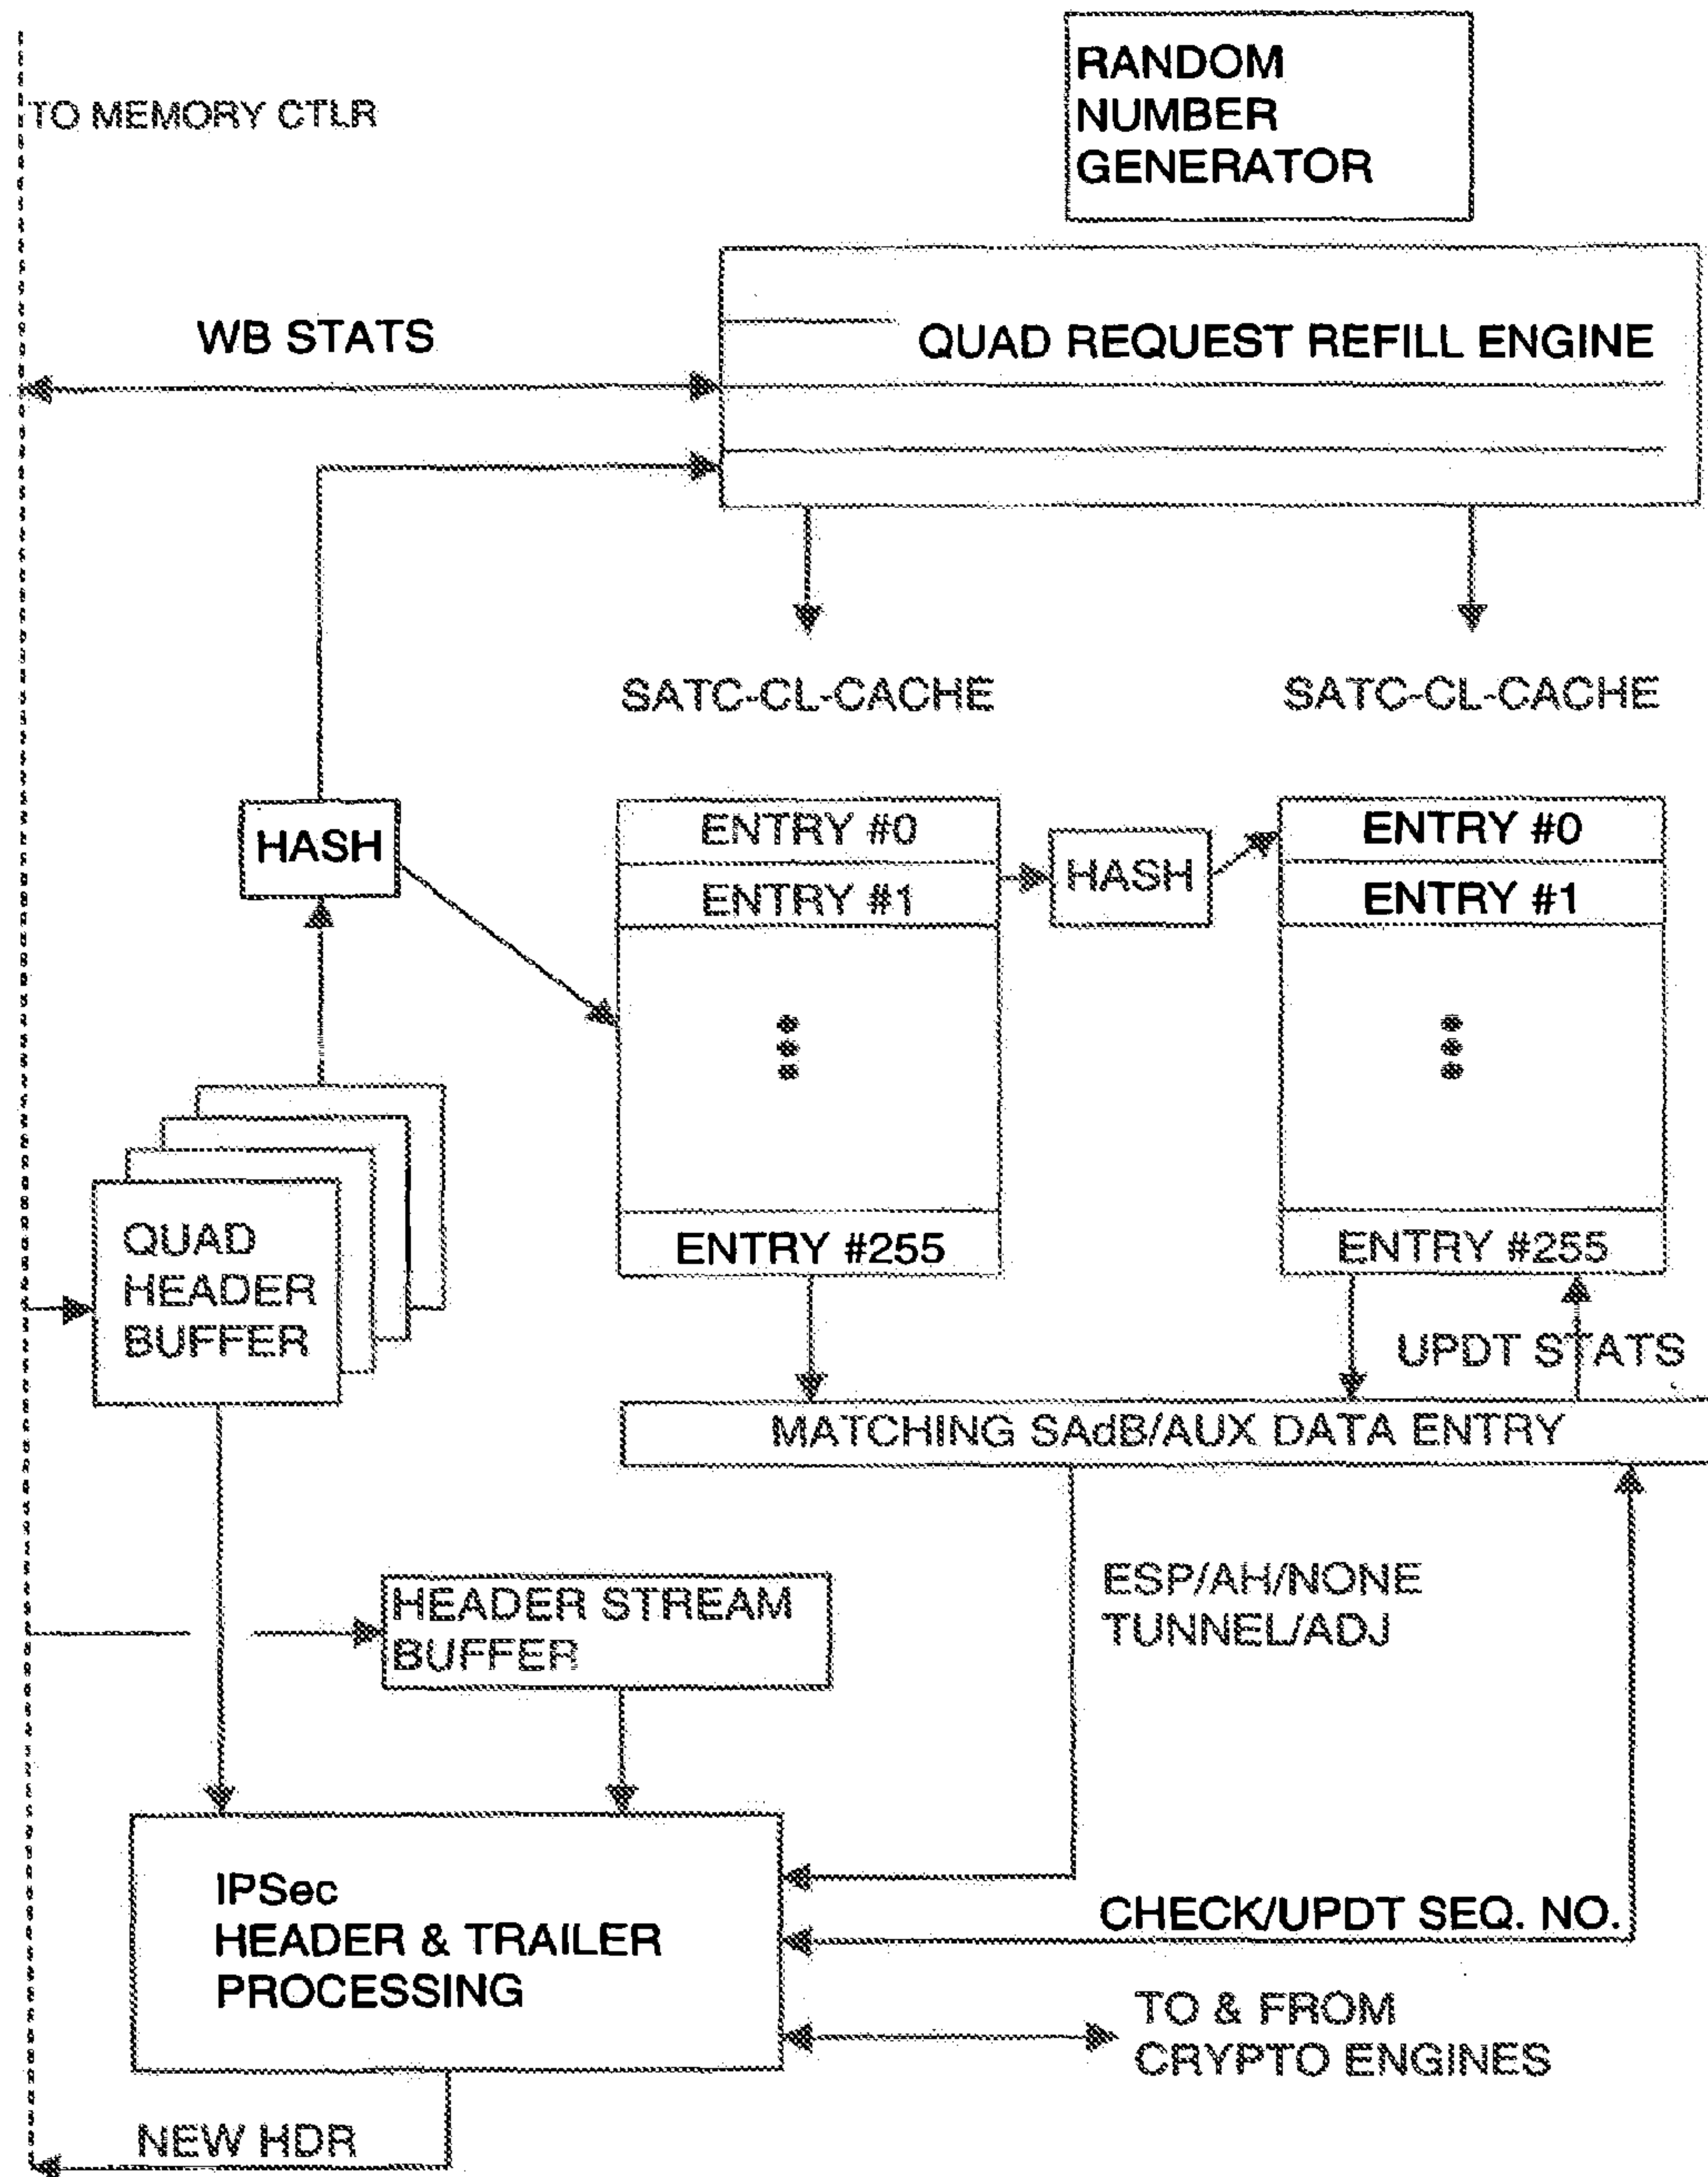 RANDOM
NUMBER
GENERATOR
TO MEMORY CTLR
WB STATS
QUAD REQUEST REFILL ENGINE
SATC-CL-CACHE
SATC-CL-CACHE
HASH
ENTRY #0
ENTRY #1
ENTRY #255
HASH
ENTRY #0
ENTRY #1
ENTRY #255
QUAD
HEADER
BUFFER
UPDT STATS
MATCHING SAdB/AUX DATA ENTRY
ESP/AH/NONE
TUNNEL/ADJ
HEADER STREAM
BUFFER
IPSec
HEADER & TRAILER
PROCESSING
CHECK/UPDT SEQ. NO.
TO & FROM
CRYPTO ENGINES
NEW HDR